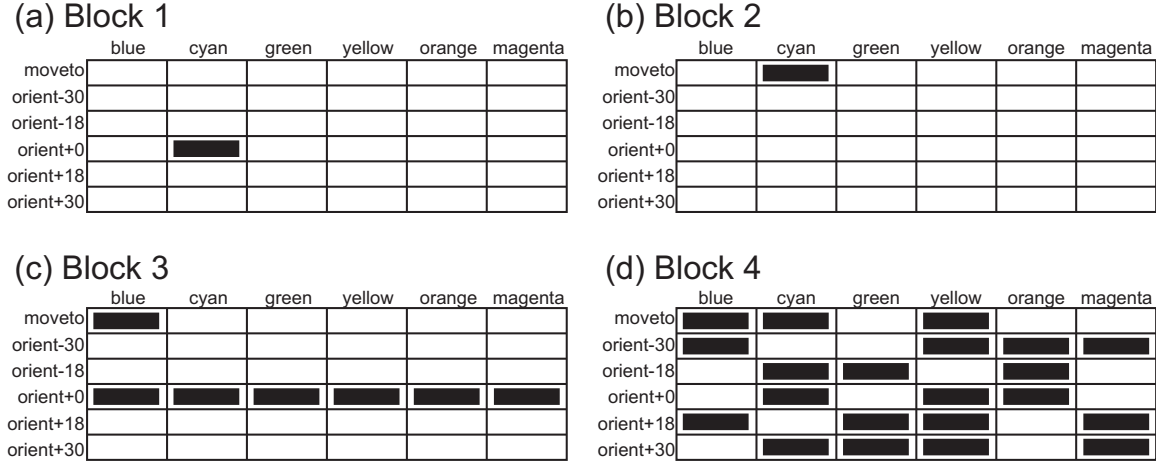 (a) Block 1
blue cyan green yellow orange magenta
moveto
orient-30
orient-18
orient+0
orient+18
orient+30
(b) Block 2
blue cyan green yellow orange magenta
moveto
orient-30
orient-18
orient+0
orient+18
orient+30
(c) Block 3
blue cyan green yellow orange magenta
moveto
orient-30
orient-18
orient+0
orient+18
orient+30
(d) Block 4
blue cyan green yellow orange magenta
moveto
orient-30
orient-18
orient+0
orient+18
orient+30